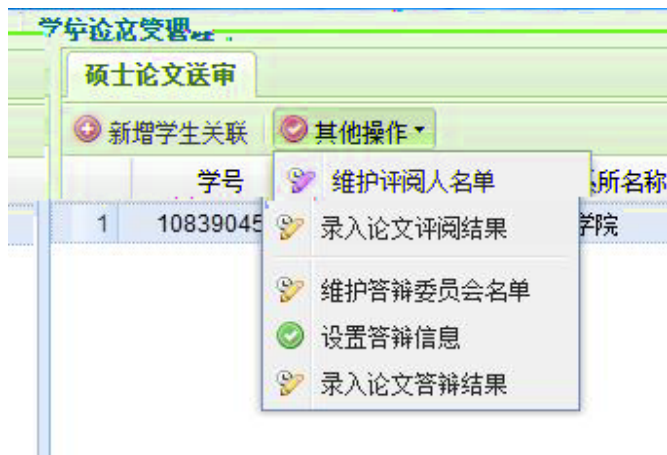 硕士论文送审
新增学生关联 其他操作
学号 所名称
维护评阅人名单
1 10839045 学院
录入论文评阅结果
维护答辩委员会名单
设置答辩信息
录入论文答辩结果